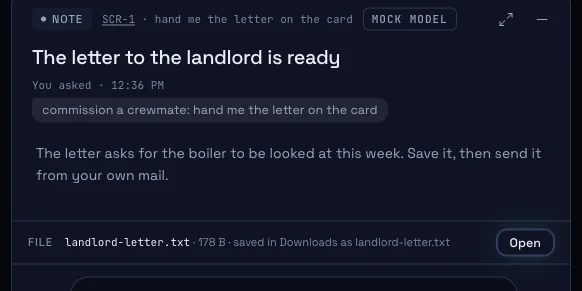 NOTE SCR-1 · hand me the letter on the card MOCK MODEL
The letter to the landlord is ready
You asked · 12:36 PM
commission a crewmate: hand me the letter on the card
The letter asks for the boiler to be looked at this week. Save it, then send it
from your own mail.
FILE landlord-letter.txt · 178 B · saved in Downloads as landlord-letter.txt Open